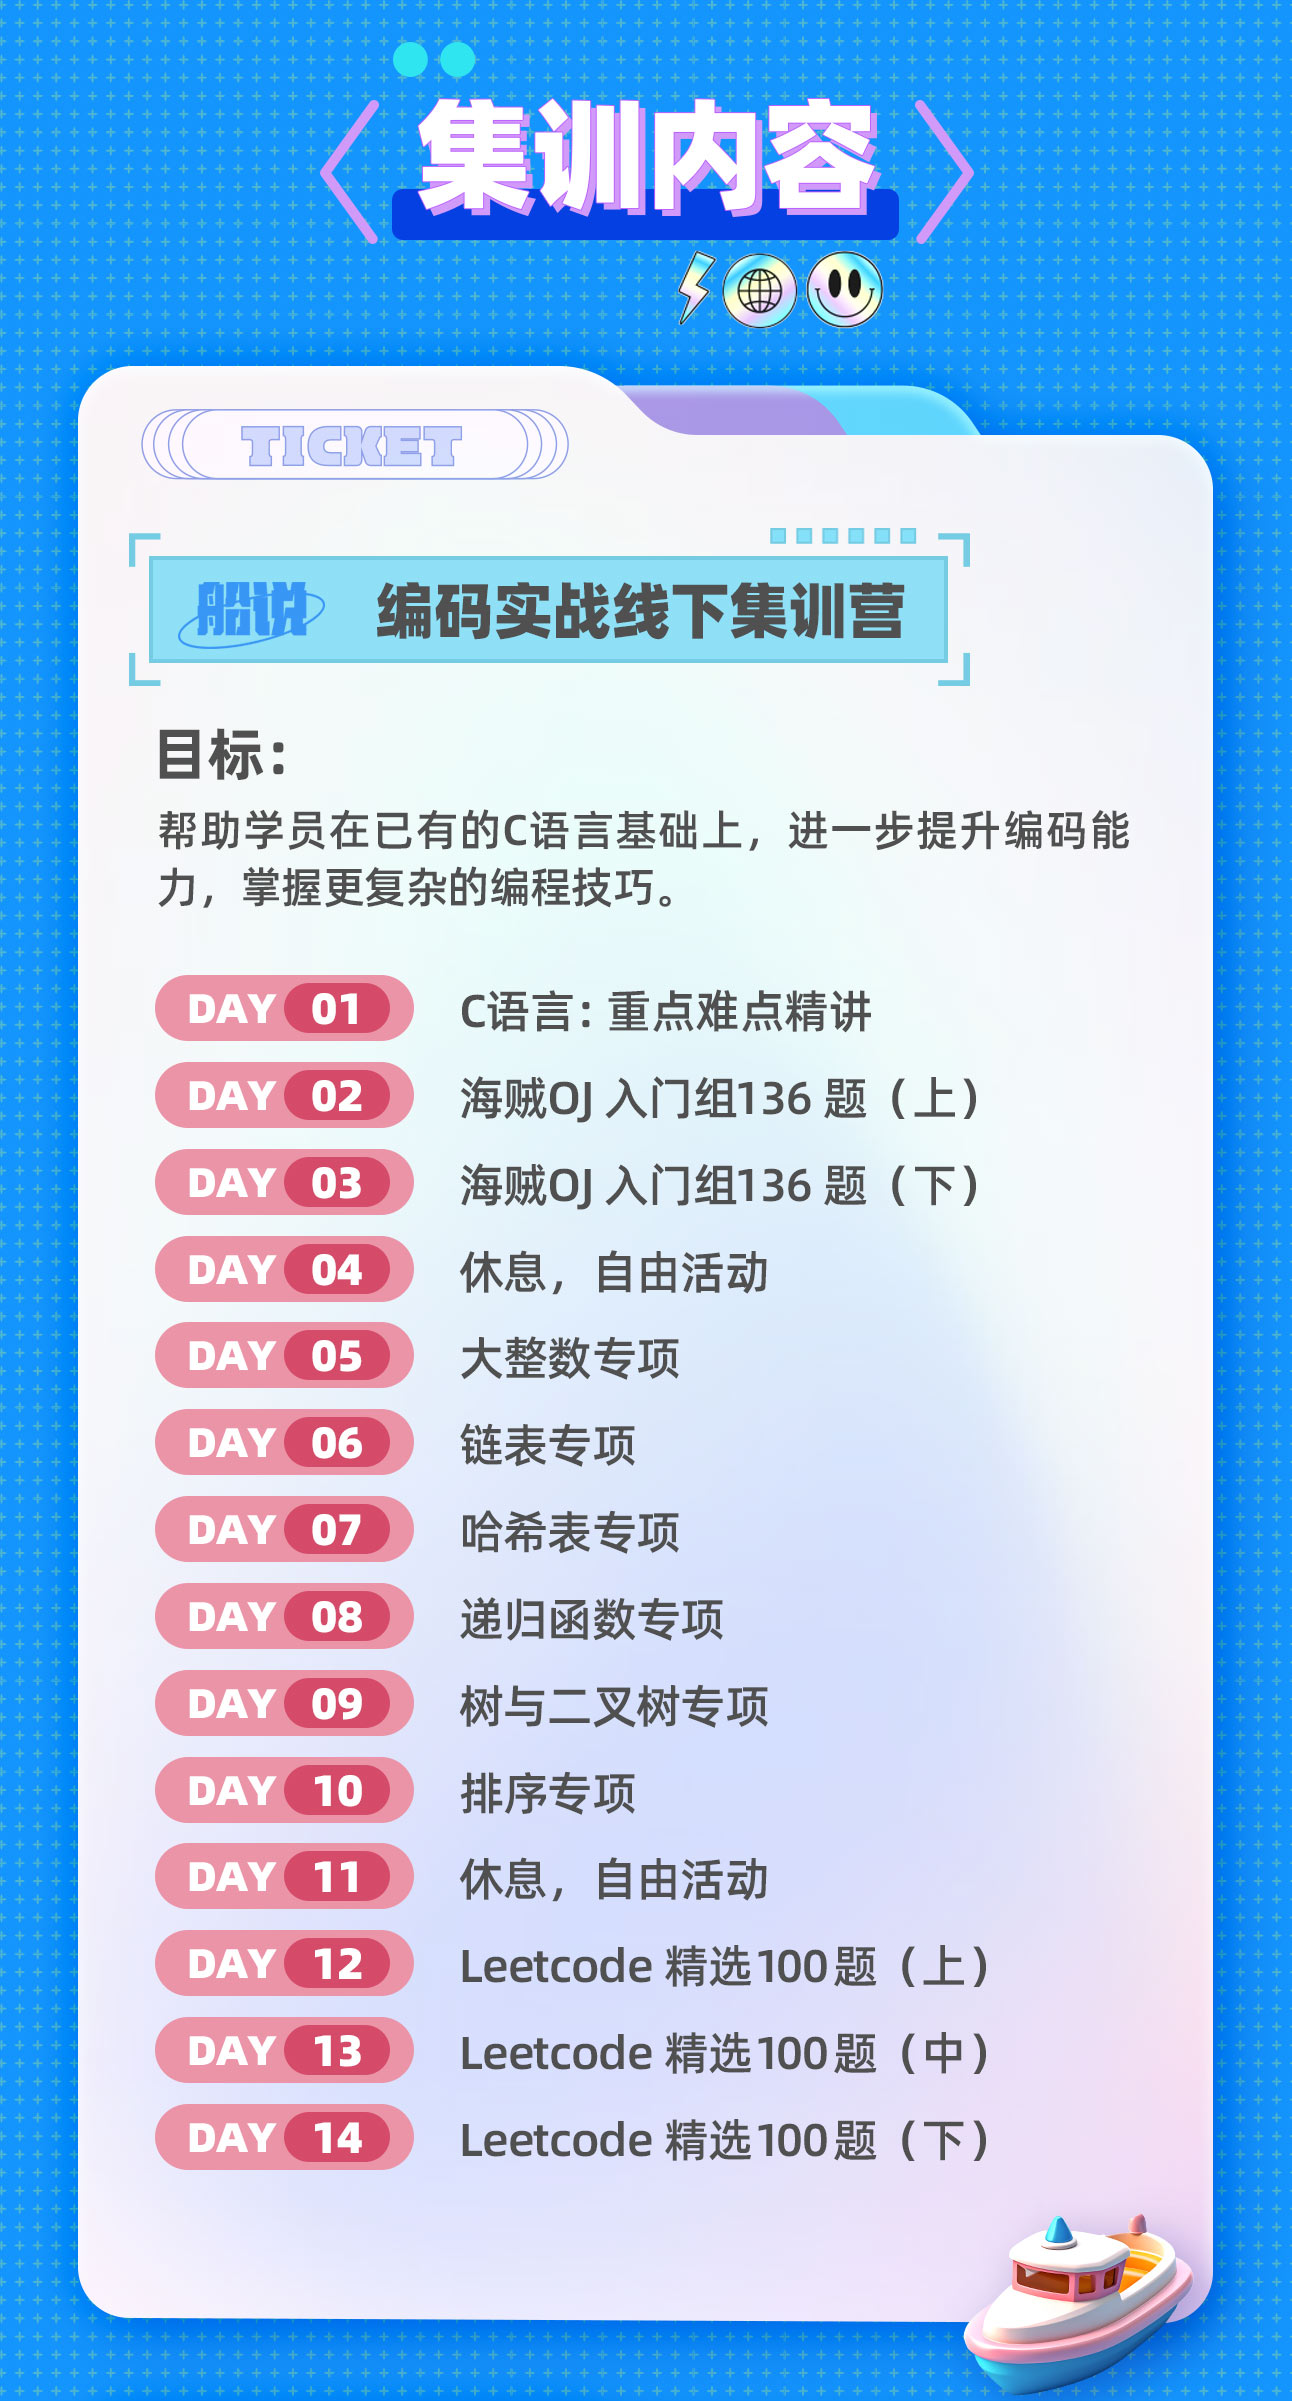 集训内容
TICKET
船说 编码实战线下集训营
目标：
帮助学员在已有的C语言基础上，进一步提升编码能
力，掌握更复杂的编程技巧。
DAY 01 C语言：重点难点精讲
DAY 02 海贼OJ 入门组136 题（上）
DAY 03 海贼OJ 入门组136 题（下）
DAY 04 休息，自由活动
DAY 05 大整数专项
DAY 06 链表专项
DAY 07 哈希表专项
DAY 08 递归函数专项
DAY 09 树与二叉树专项
DAY 10 排序专项
DAY 11 休息，自由活动
DAY 12 Leetcode 精选100题（上）
DAY 13 Leetcode 精选100题（中）
DAY 14 Leetcode 精选100题（下）